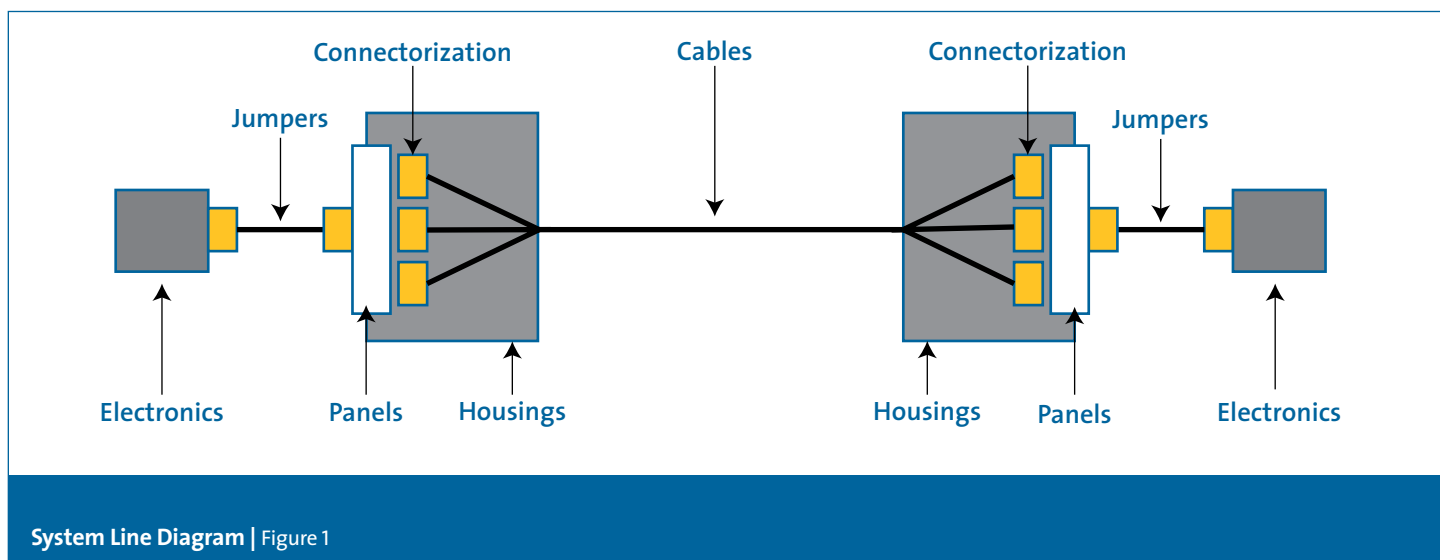 Connectorization
Cables
Connectorization
Jumpers
Jumpers
Electronics
Panels
Housings
Housings
Panels
Electronics
System Line Diagram | Figure 1